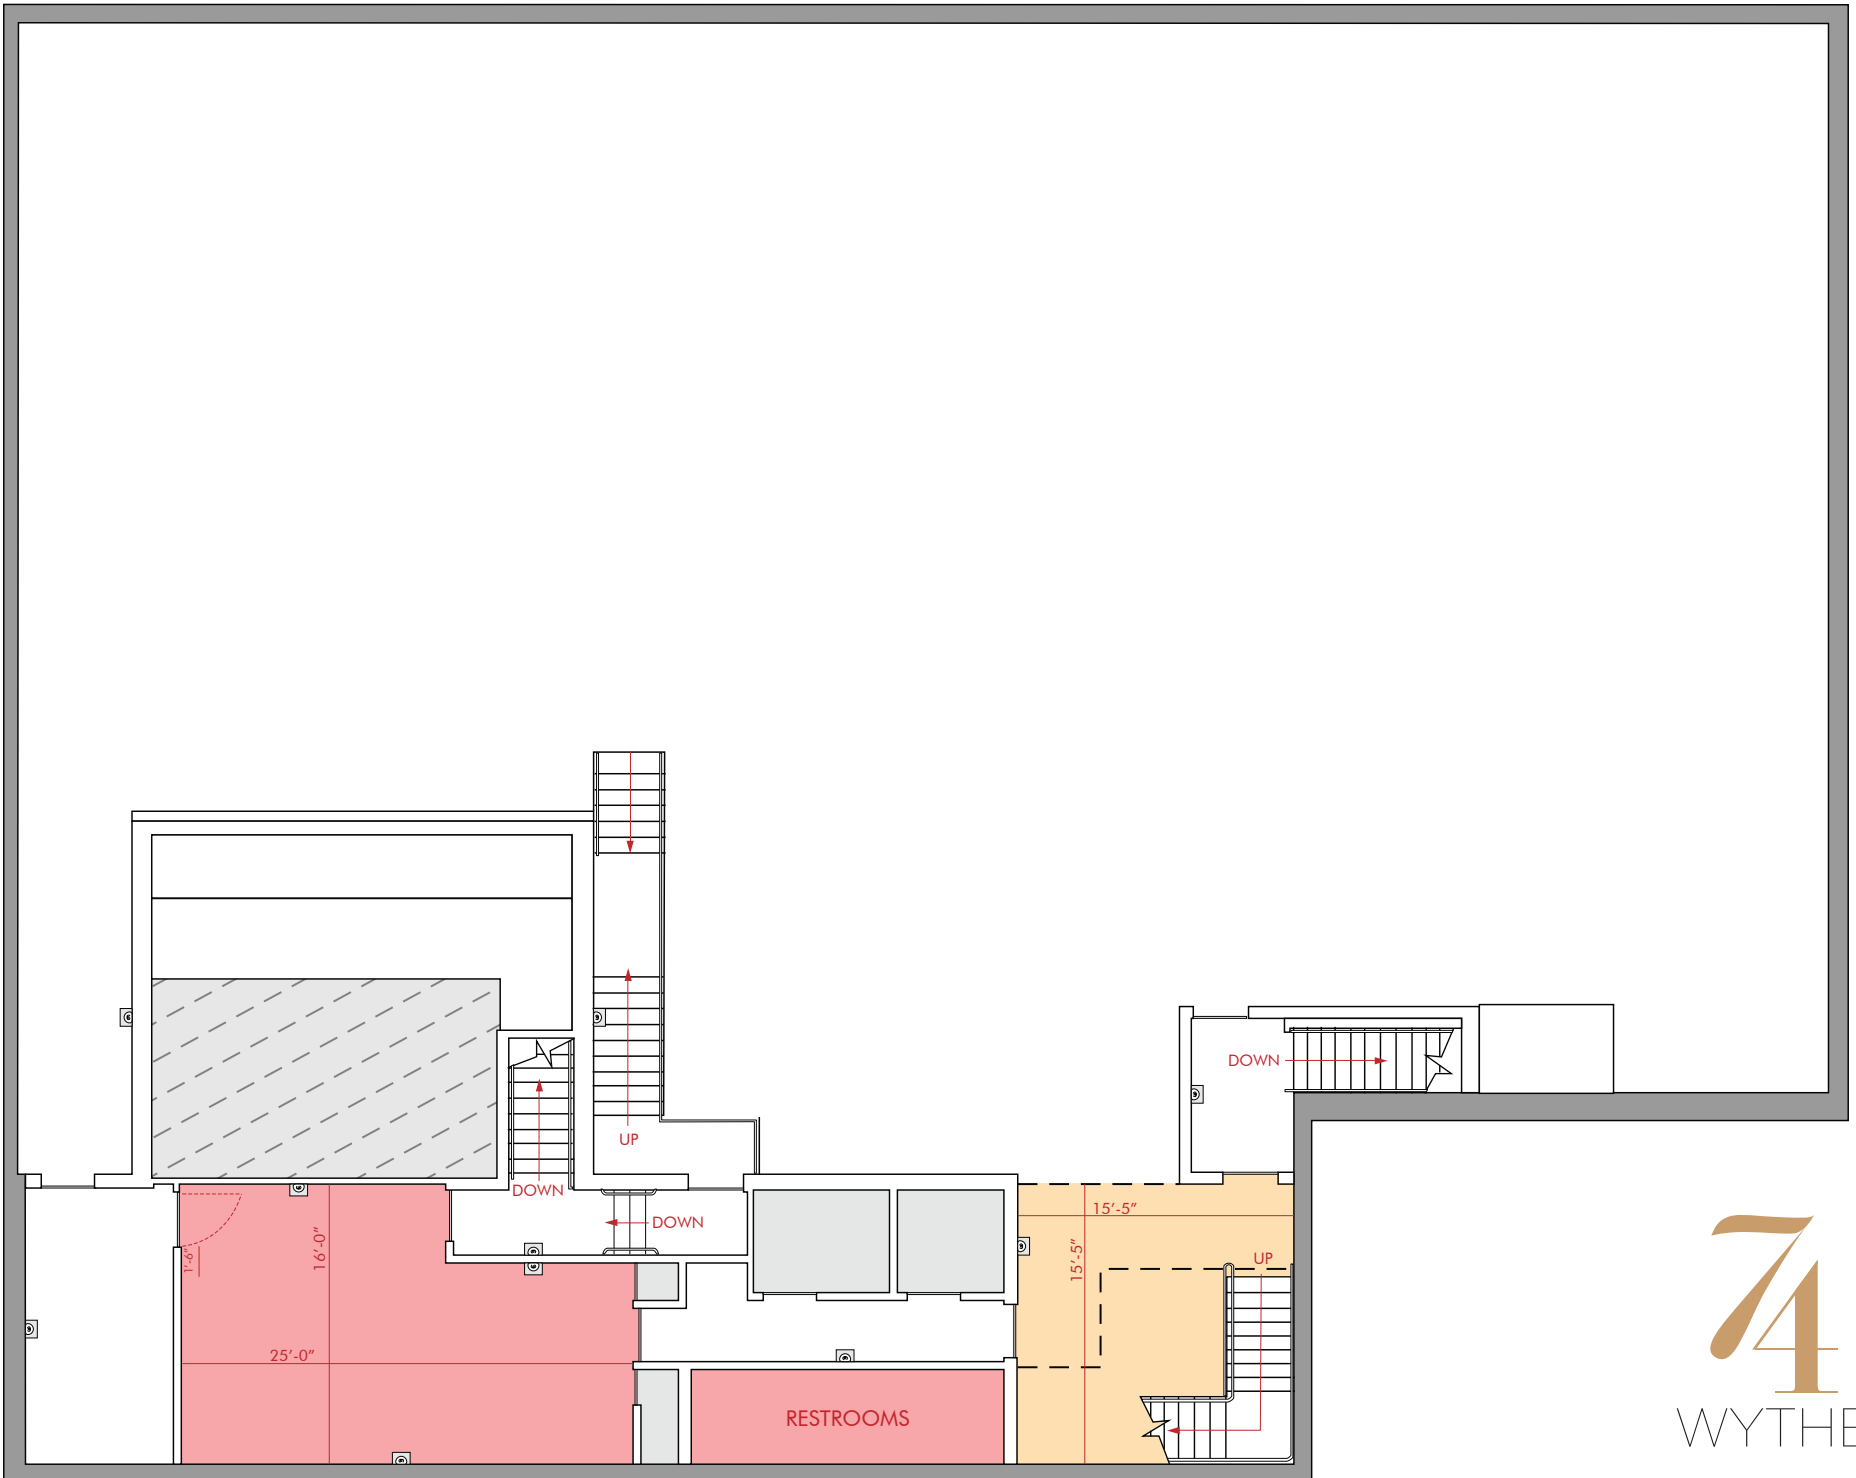 UP
DOWN
DOWN
DOWN
15'-5"
15'-5"
UP
16'-0"
1'-6"
25'-0"
RESTROOMS
74
WYTHE